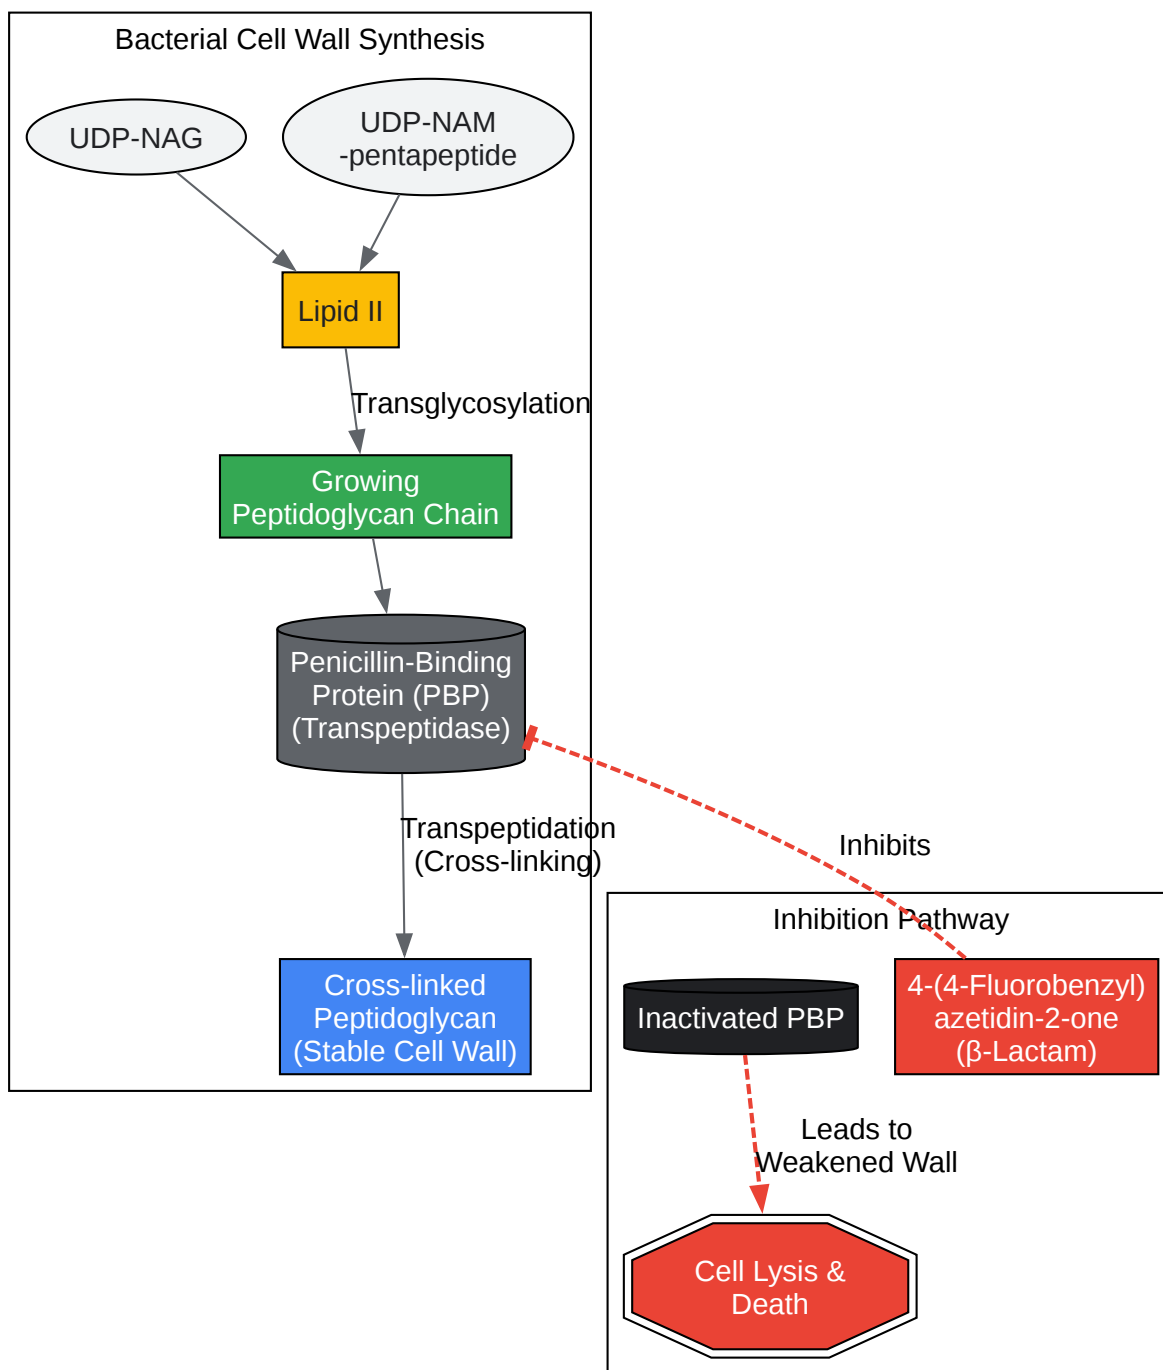 Bacterial Cell Wall Synthesis
UDP-NAG
UDP-NAM
-pentapeptide
Lipid II
Transglycosylation
Growing
Peptidoglycan Chain
Penicillin-Binding
Protein (PBP)
(Transpeptidase)
Transpeptidation
(Cross-linking)
Inhibits
Cross-linked
Peptidoglycan
(Stable Cell Wall)
Inhibition Pathway
Inactivated PBP
4-(4-Fluorobenzyl)
azetidin-2-one
(β-Lactam)
Leads to
Weakened Wall
Cell Lysis &
Death